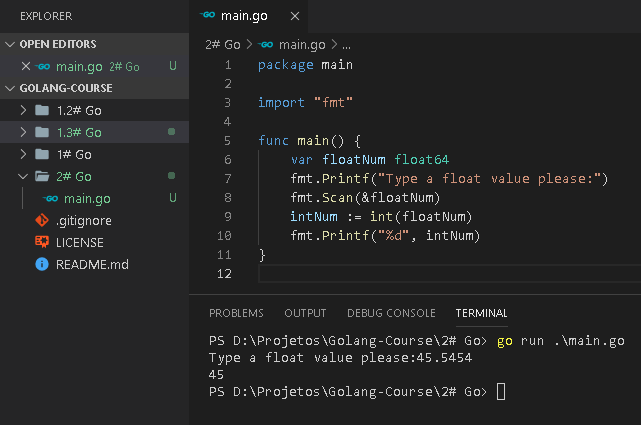 EXPLORER
OPEN EDITORS
main.go 2# Go U
GOLANG-COURSE
1.2# Go
1.3# Go
1# Go
2# Go
main.go U
.gitignore
LICENSE
README.md
main.go
2# Go > main.go > ...
1 package main
2
3 import "fmt"
4
5 func main() {
6 var floatNum float64
7 fmt.Printf("Type a float value please:")
8 fmt.Scan(&floatNum)
9 intNum := int(floatNum)
10 fmt.Printf("%d", intNum)
11 }
12
PROBLEMS OUTPUT DEBUG CONSOLE TERMINAL
PS D:\Projetos\Golang-Course\2# Go> go run .\main.go
Type a float value please:45.5454
45
PS D:\Projetos\Golang-Course\2# Go>